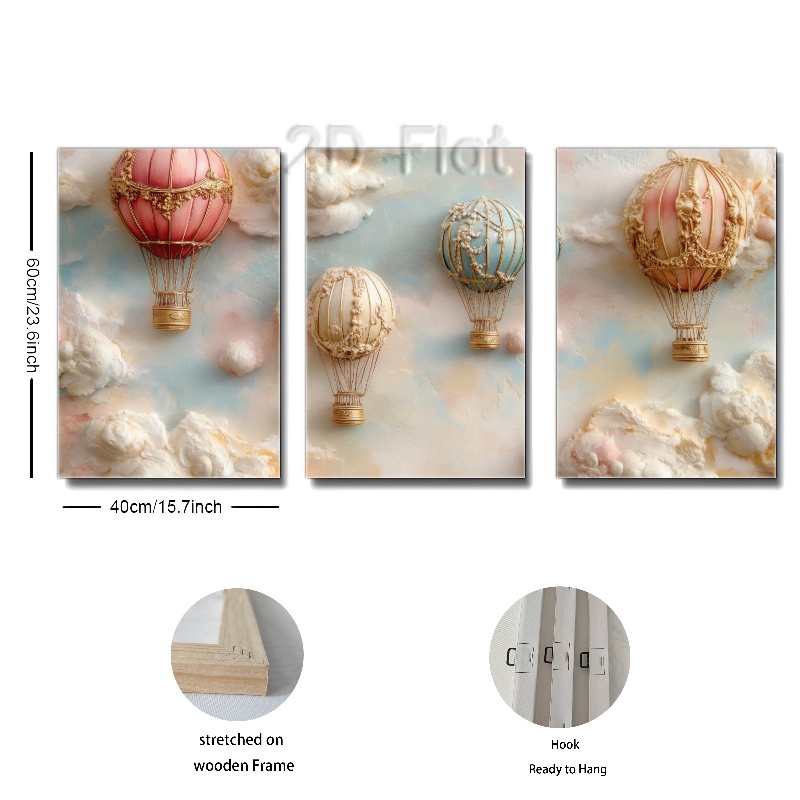 2D Flat
60cm/23.6inch
40cm/15.7inch
stretched on
wooden Frame
Hook
Ready to Hang